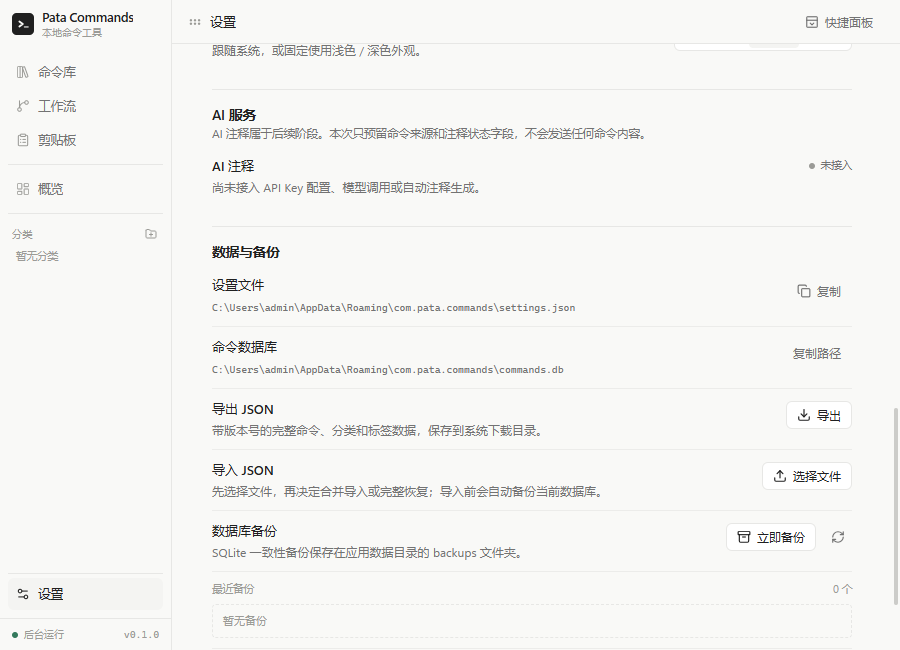 Pata Commands
本地命令工具
设置
快捷面板
命令库
工作流
剪贴板
概览
分类
暂无分类
设置
后台运行
v0.1.0
跟随系统，或固定使用浅色 / 深色外观。
AI 服务
AI 注释属于后续阶段。本次只预留命令来源和注释状态字段，不会发送任何命令内容。
AI 注释
未接入
尚未接入 API Key 配置、模型调用或自动注释生成。
数据与备份
设置文件
复制
C:\Users\admin\AppData\Roaming\com.pata.commands\settings.json
命令数据库
复制路径
C:\Users\admin\AppData\Roaming\com.pata.commands\commands.db
导出 JSON
导出
带版本号的完整命令、分类和标签数据，保存到系统下载目录。
导入 JSON
选择文件
先选择文件，再决定合并导入或完整恢复；导入前会自动备份当前数据库。
数据库备份
立即备份
SQLite 一致性备份保存在应用数据目录的 backups 文件夹。
最近备份
0 个
暂无备份